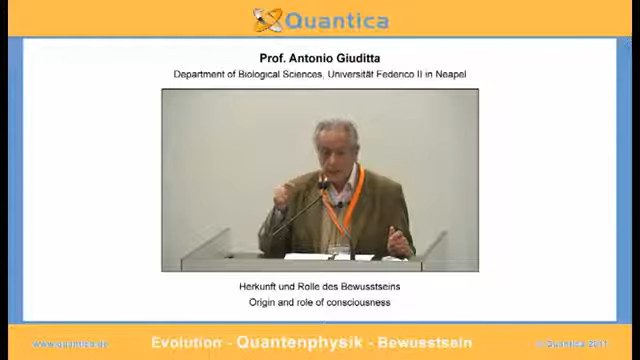 Quantica
Prof. Antonio Giuditta
Department of Biological Sciences, Universität Federico II in Neapel
Herkunft und Rolle des Bewusstseins
Origin and role of consciousness
www.quantica.de
Evolution - Quantenphysik - Bewusstsein
© Quantica 2011